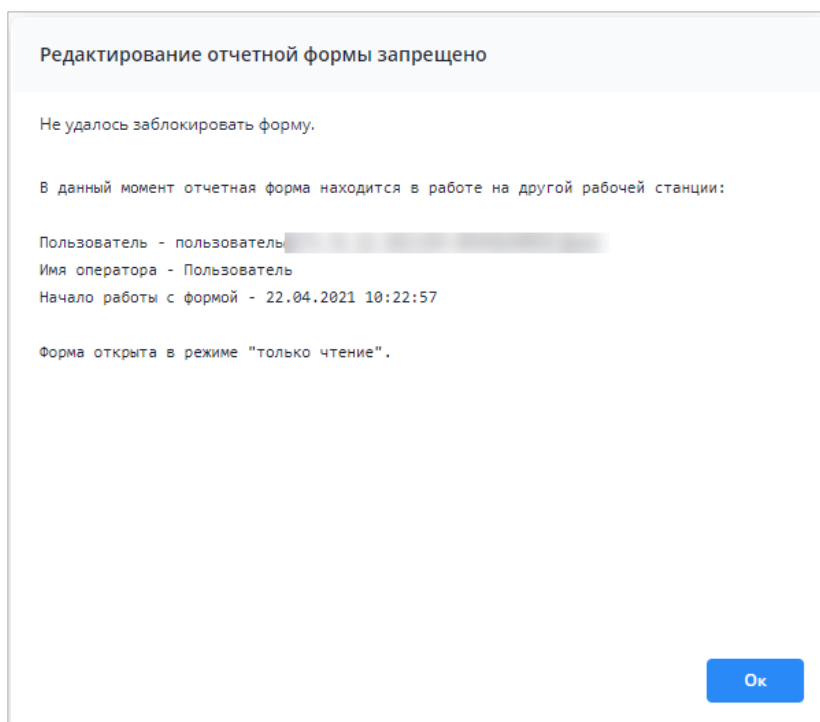 Редактирование отчетной формы запрещено
Не удалось заблокировать форму.
В данный момент отчетная форма находится в работе на другой рабочей станции:
Пользователь - пользователь
Имя оператора - Пользователь
Начало работы с формой - 22.04.2021 10:22:57
Форма открыта в режиме "только чтение".
Ок